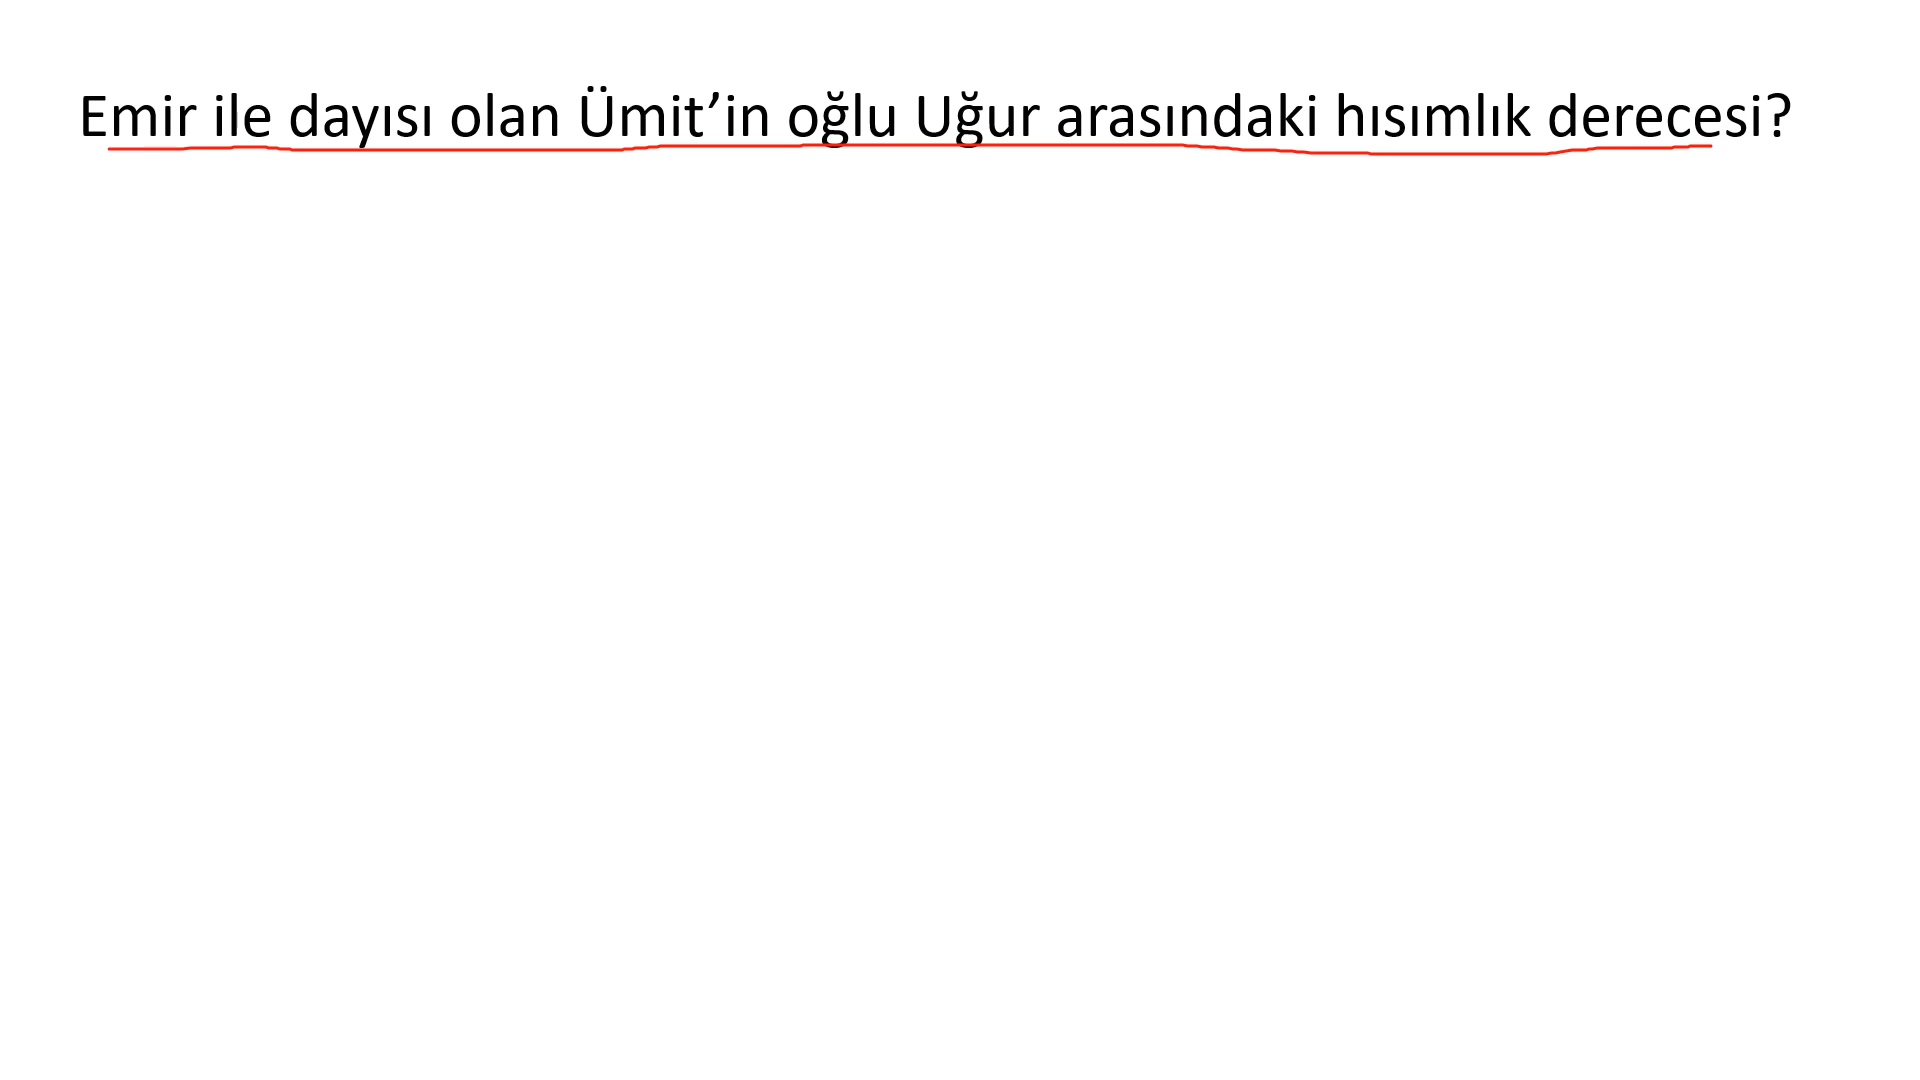 Emir ile dayısı olan Ümit’in oğlu Uğur arasındaki hısımlık derecesi?